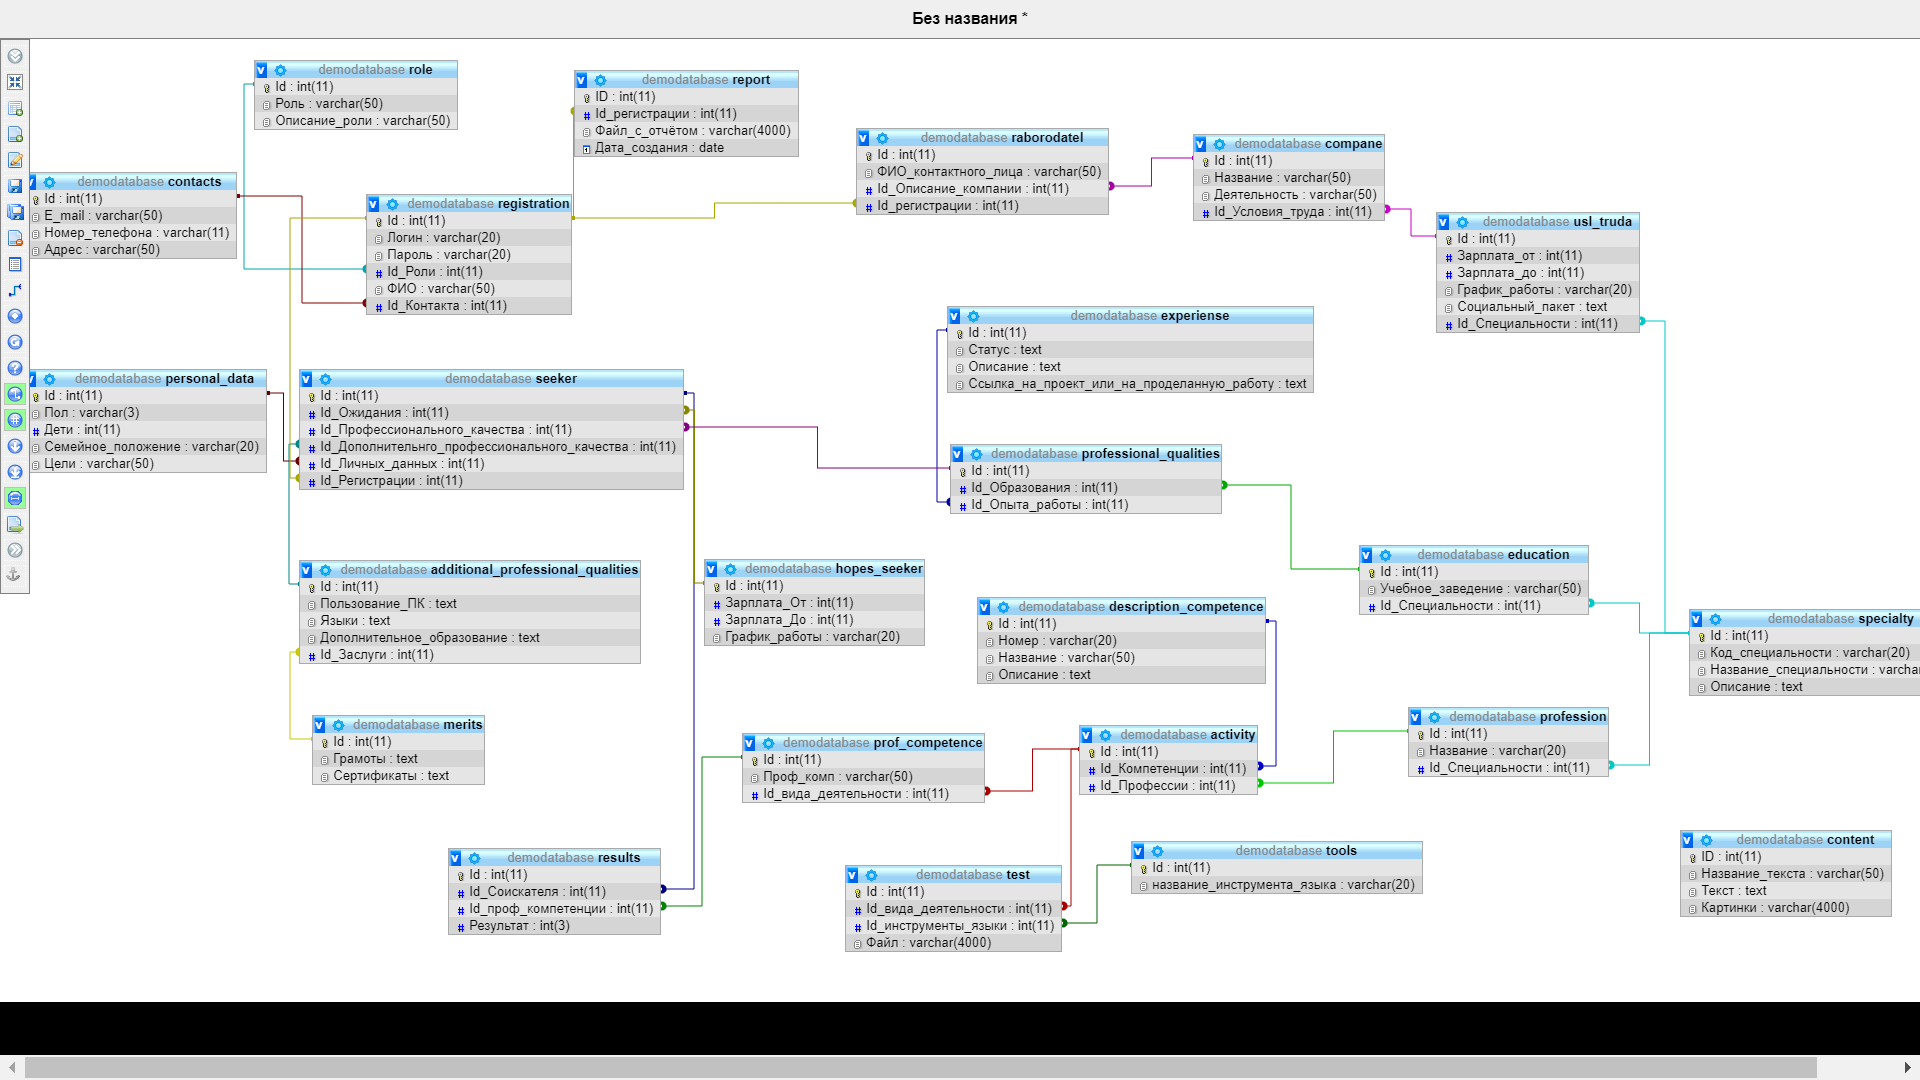 Без названия *
demodatabase role
Id : int(11)
Роль : varchar(50)
Описание_роли : varchar(50)
demodatabase report
ID : int(11)
Id_регистрации : int(11)
Файл_с_отчётом : varchar(4000)
Дата_создания : date
demodatabase raborodatel
Id : int(11)
ФИО_контактного_лица : varchar(50)
Id_Описание_компании : int(11)
Id_регистрации : int(11)
demodatabase compane
Id : int(11)
Название : varchar(50)
Деятельность : varchar(50)
Id_Условия_труда : int(11)
demodatabase contacts
Id : int(11)
E_mail : varchar(50)
Номер_телефона : varchar(11)
Адрес : varchar(50)
demodatabase registration
Id : int(11)
Логин : varchar(20)
Пароль : varchar(20)
Id_Роли : int(11)
ФИО : varchar(50)
Id_Контакта : int(11)
demodatabase usl_truda
Id : int(11)
Зарплата_от : int(11)
Зарплата_до : int(11)
График_работы : varchar(20)
Социальный_пакет : text
Id_Специальности : int(11)
demodatabase experiense
Id : int(11)
Статус : text
Описание : text
Ссылка_на_проект_или_на_проделанную_работу : text
demodatabase personal_data
Id : int(11)
Пол : varchar(3)
Дети : int(11)
Семейное_положение : varchar(20)
Цели : varchar(50)
demodatabase seeker
Id : int(11)
Id_Ожидания : int(11)
Id_Профессионального_качества : int(11)
Id_Дополнительнго_профессионального_качества : int(11)
Id_Личных_данных : int(11)
Id_Регистрации : int(11)
demodatabase professional_qualities
Id : int(11)
Id_Образования : int(11)
Id_Опыта_работы : int(11)
demodatabase education
Id : int(11)
Учебное_заведение : varchar(50)
Id_Специальности : int(11)
demodatabase additional_professional_qualities
Id : int(11)
Пользование_ПК : text
Языки : text
Дополнительное_образование : text
Id_Заслуги : int(11)
demodatabase hopes_seeker
Id : int(11)
Зарплата_От : int(11)
Зарплата_До : int(11)
График_работы : varchar(20)
demodatabase description_competence
Id : int(11)
Номер : varchar(20)
Название : varchar(50)
Описание : text
demodatabase specialty
Id : int(11)
Код_специальности : varchar(20)
Название_специальности : varcha
Описание : text
demodatabase merits
Id : int(11)
Грамоты : text
Сертификаты : text
demodatabase prof_competence
Id : int(11)
Проф_комп : varchar(50)
Id_вида_деятельности : int(11)
demodatabase activity
Id : int(11)
Id_Компетенции : int(11)
Id_Профессии : int(11)
demodatabase profession
Id : int(11)
Название : varchar(20)
Id_Специальности : int(11)
demodatabase results
Id : int(11)
Id_Соискателя : int(11)
Id_проф_компетенции : int(11)
Результат : int(3)
demodatabase test
Id : int(11)
Id_вида_деятельности : int(11)
Id_инструменты_языки : int(11)
Файл : varchar(4000)
demodatabase tools
Id : int(11)
название_инструмента_языка : varchar(20)
demodatabase content
ID : int(11)
Название_текста : varchar(50)
Текст : text
Картинки : varchar(4000)